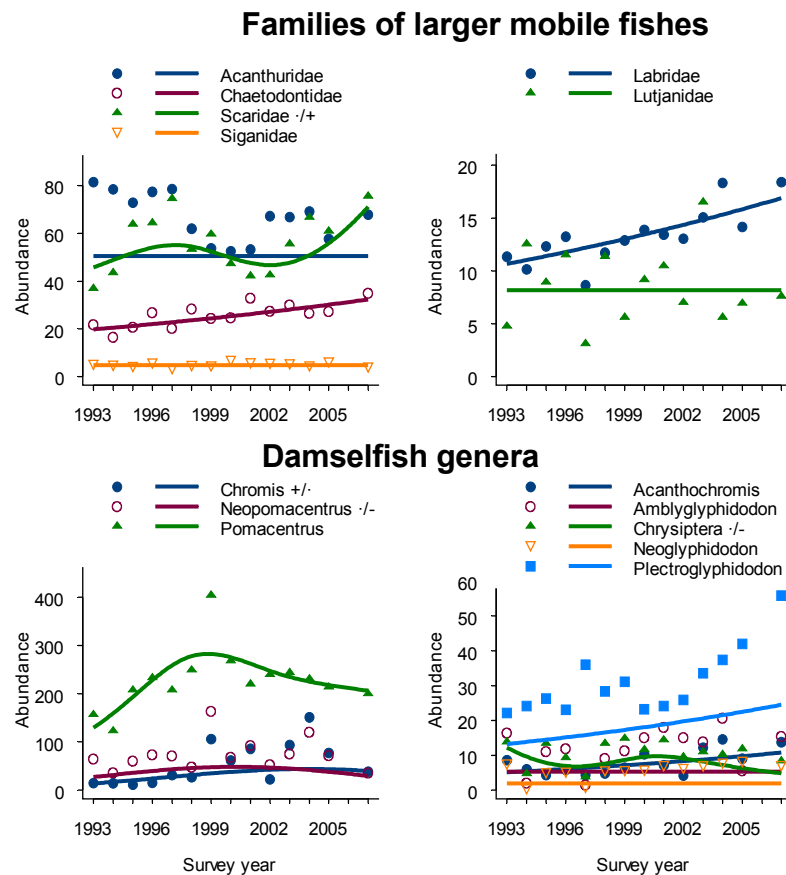 Families of larger mobile fishes
Acanthuridae
Chaetodontidae
Scaridae ·/+
Siganidae
Labridae
Lutjanidae
Abundance
80
60
40
20
0
1993 1996 1999 2002 2005
Abundance
20
15
10
5
0
1993 1996 1999 2002 2005
Damselfish genera
Chromis +/·
Neopomacentrus ·/-
Pomacentrus
Acanthochromis
Amblyglyphidodon
Chrysiptera ·/-
Neoglyphidodon
Plectroglyphidodon
Abundance
400
300
200
100
0
1993 1996 1999 2002 2005
Survey year
Abundance
60
50
40
30
20
10
0
1993 1996 1999 2002 2005
Survey year